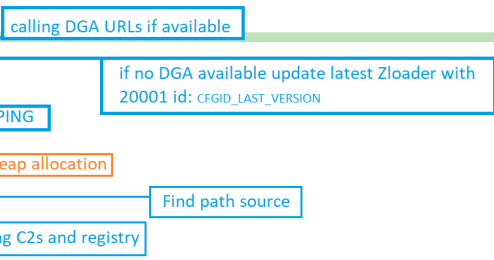 calling DGA URLs if available
if no DGA available update latest Zloader with
20001 id: CFGID_LAST_VERSION
PING
eap allocation
Find path source
g C2s and registry